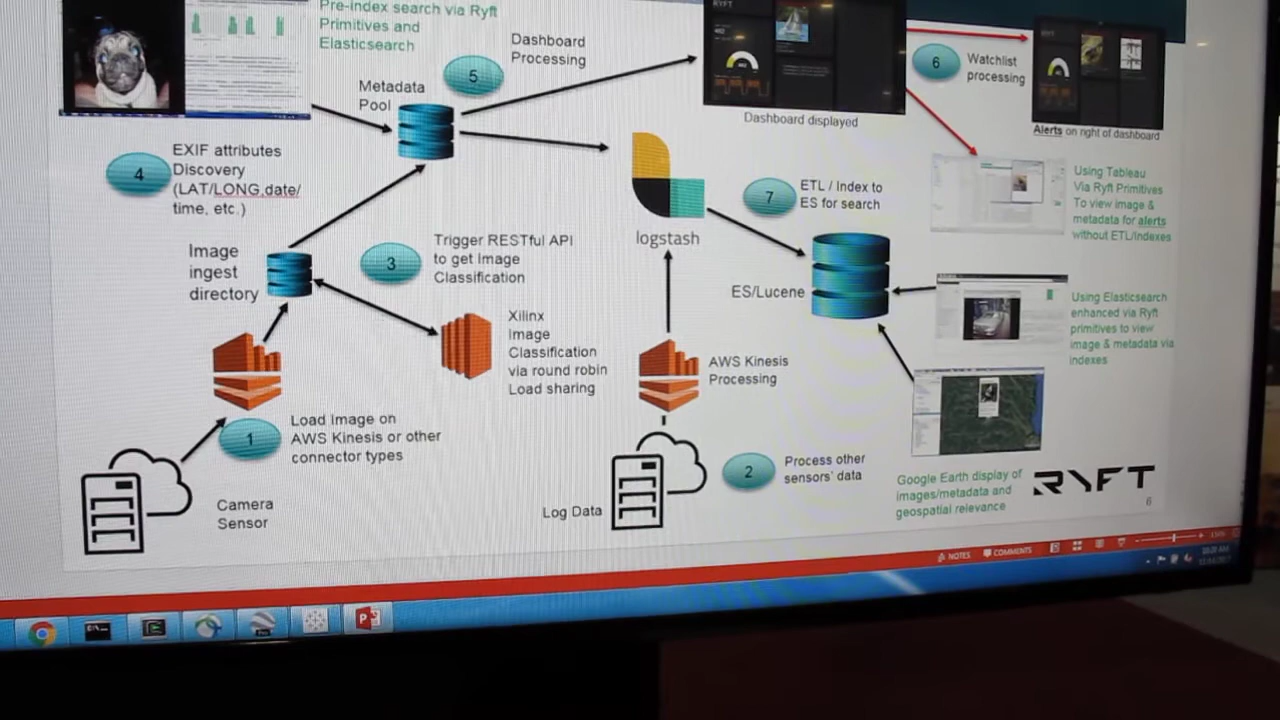 Pre-index search via Ryft
Primitives and
Elasticsearch
5
Dashboard
Processing
Metadata
Pool
RYFT
Dashboard displayed
6
Watchlist
processing
Alerts on right of dashboard
4
EXIF attributes
Discovery
(LAT/LONG,date/
time, etc.)
Image
ingest
directory
3
Trigger RESTful API
to get Image
Classification
logstash
7
ETL / Index to
ES for search
Using Tableau
Via Ryft Primitives
To view image &
metadata for alerts
without ETL/Indexes
ES/Lucene
Using Elasticsearch
enhanced via Ryft
primitives to view
image & metadata via
indexes
Xilinx
Image
Classification
via round robin
Load sharing
AWS Kinesis
Processing
1
Load Image on
AWS Kinesis or other
connector types
2
Process other
sensors' data
Camera
Sensor
Log Data
Google Earth display of
images/metadata and
geospatial relevance
RYFT
6
NOTES
COMMENTS